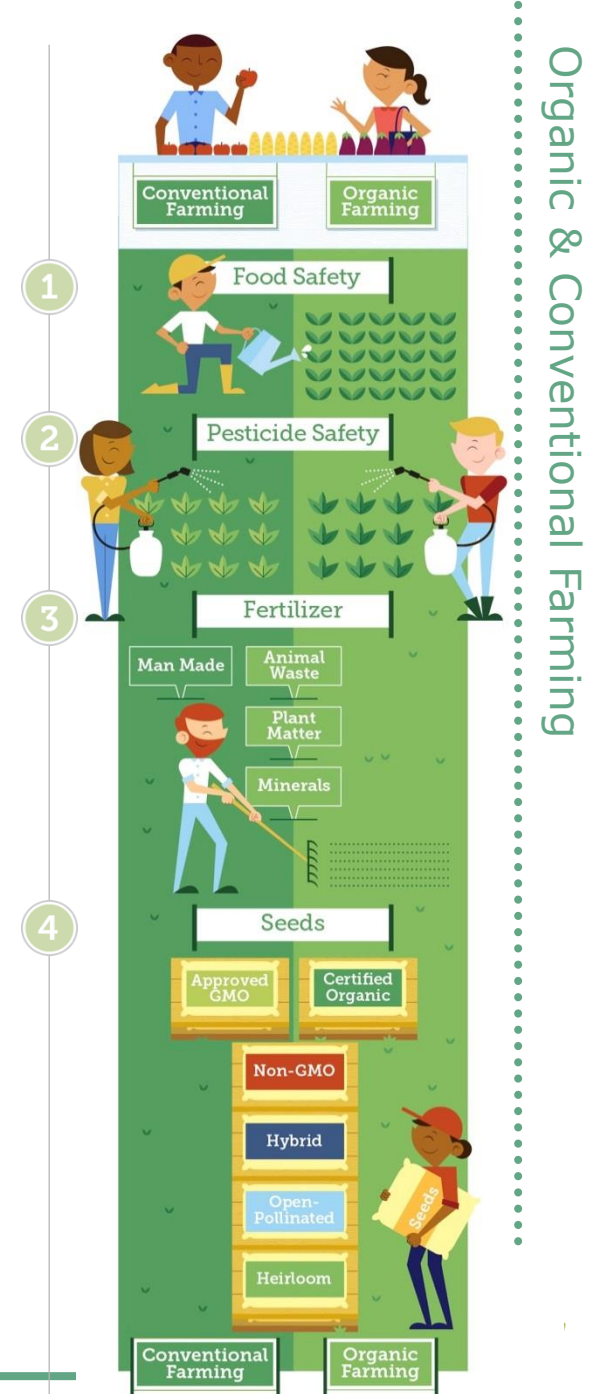 Organic & Conventional Farming
Conventional
Farming
Organic
Farming
1
Food Safety
2
Pesticide Safety
3
Fertilizer
Man Made
Animal
Waste
Plant
Matter
Minerals
4
Seeds
Approved
GMO
Certified
Organic
Non-GMO
Hybrid
Open-
Pollinated
Heirloom
Seeds
Conventional
Farming
Organic
Farming